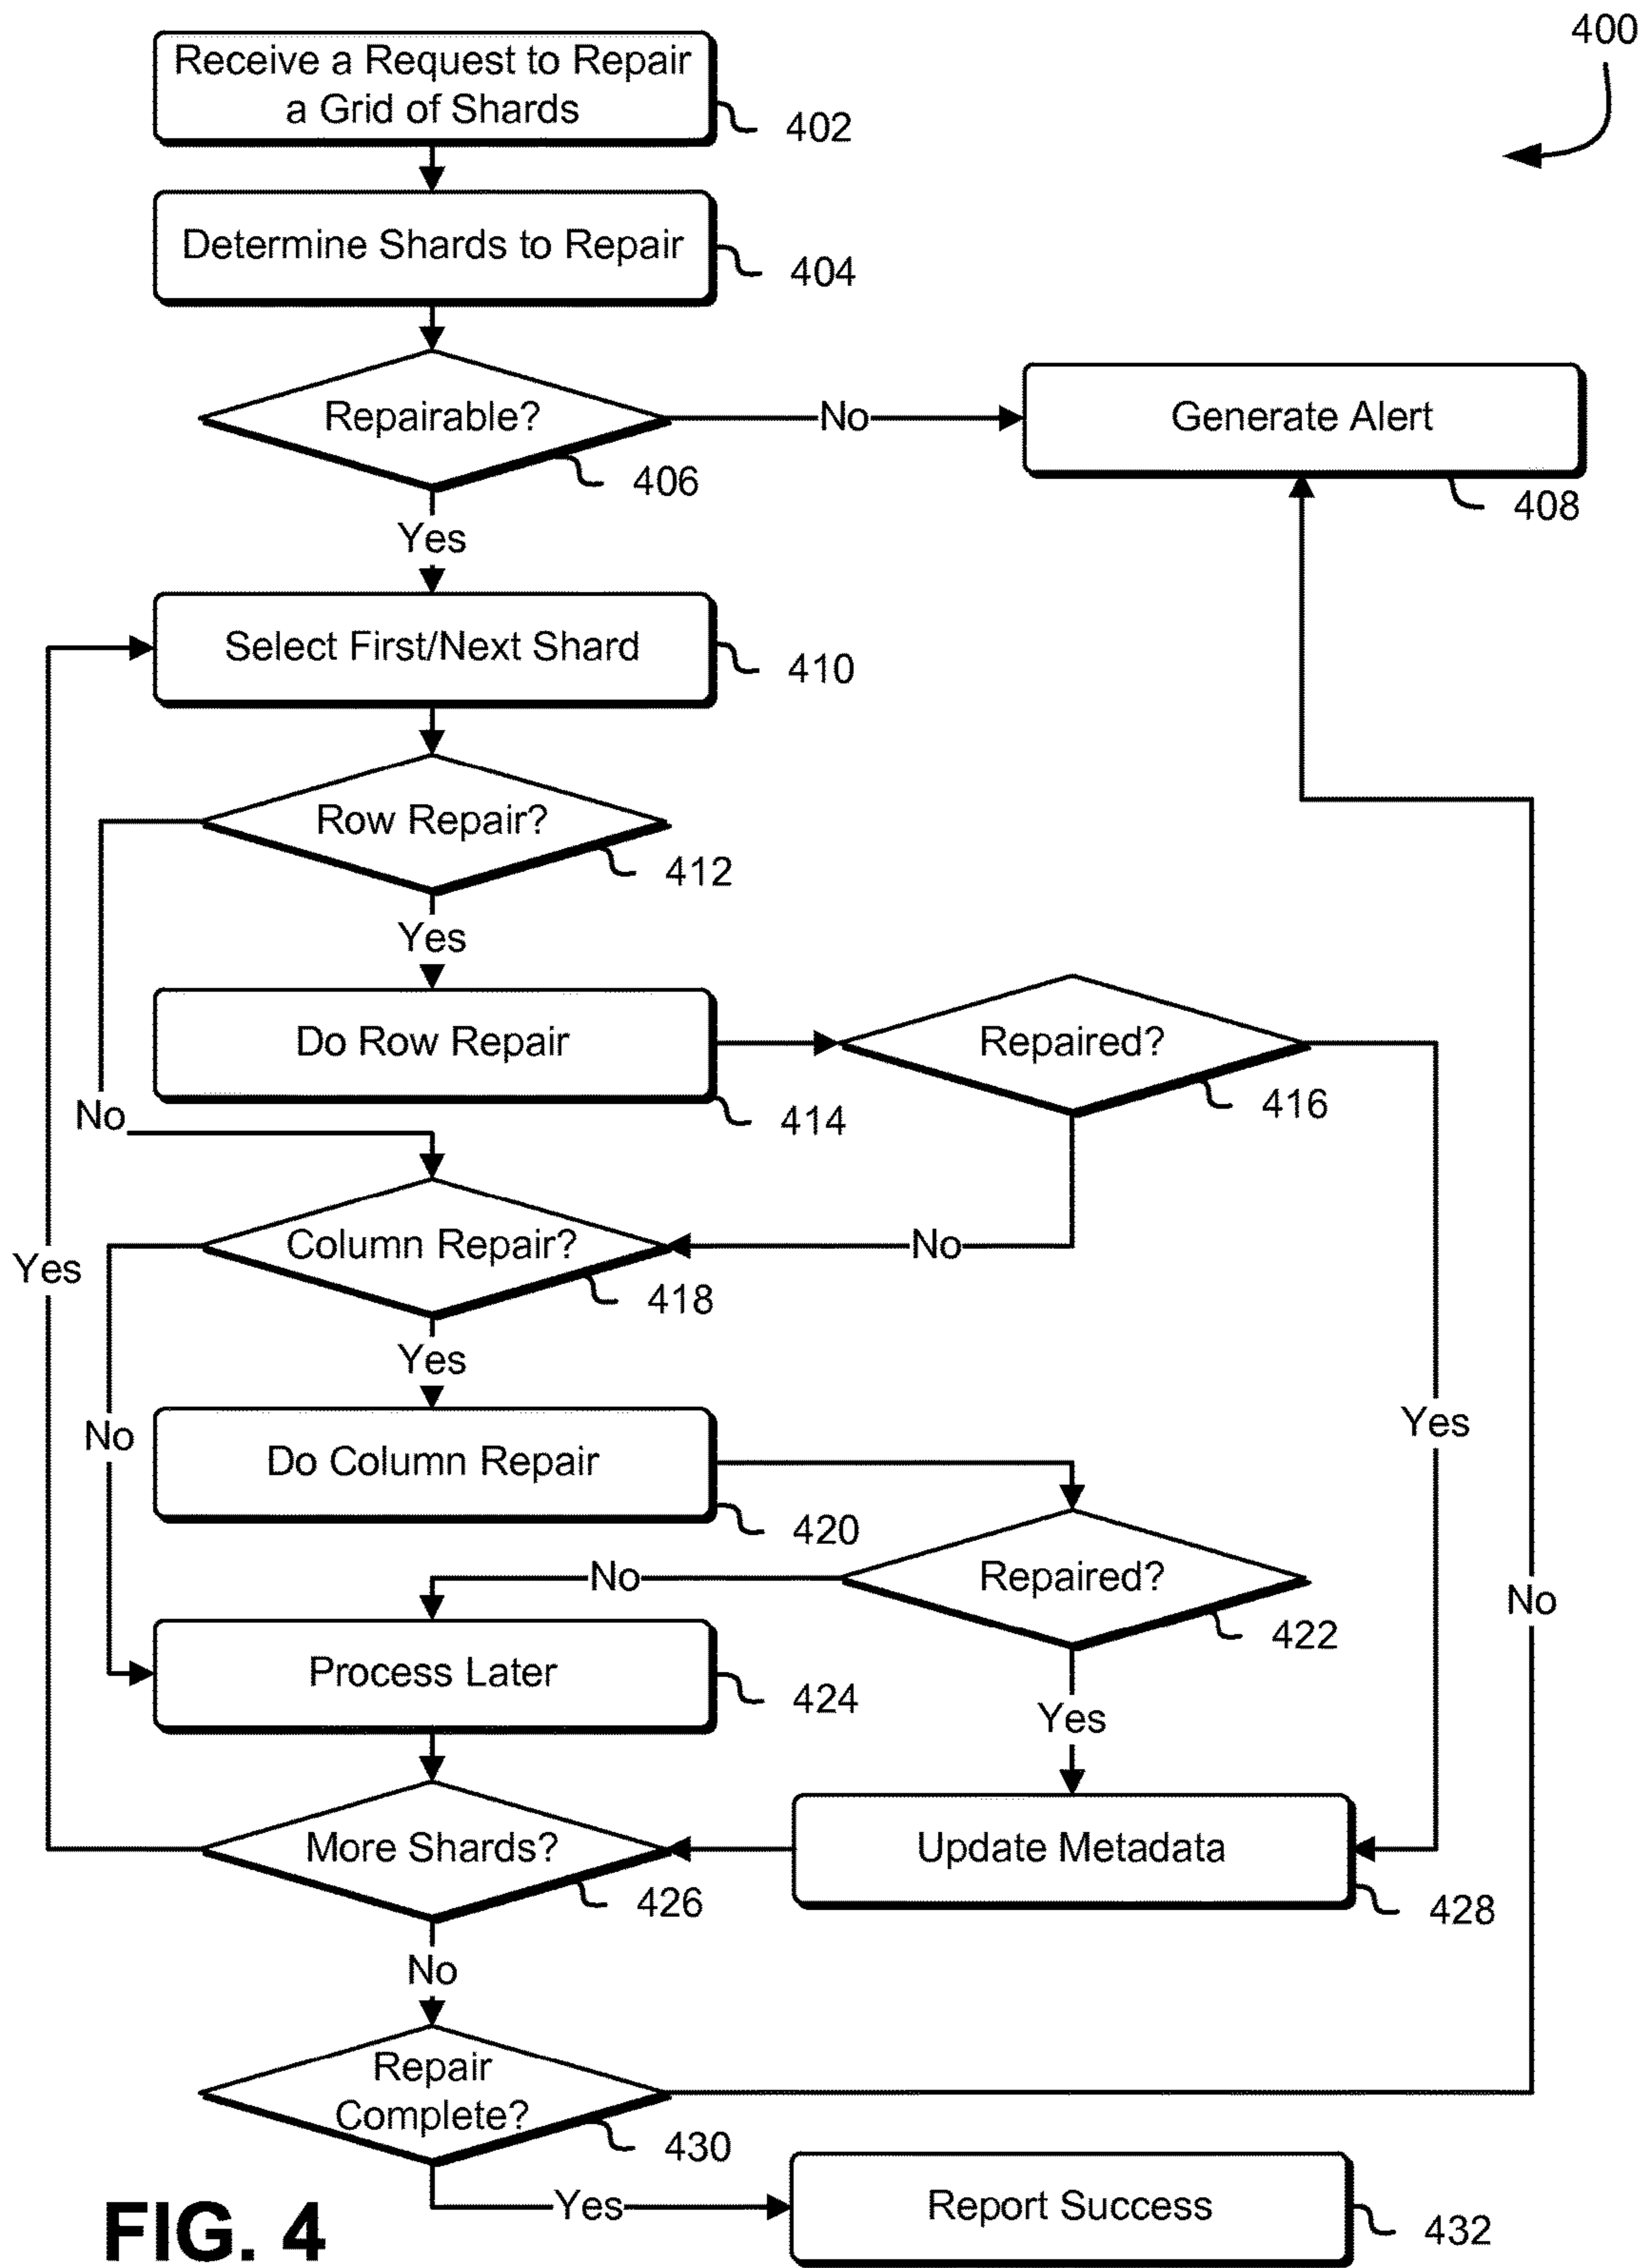 400
Receive a Request to Repair
a Grid of Shards
402
Determine Shards to Repair
404
Repairable?
406
No
Generate Alert
408
Yes
Select First/Next Shard
410
Row Repair?
412
Yes
Do Row Repair
414
Repaired?
416
No
Column Repair?
418
No
Yes
Yes
No
Do Column Repair
420
Yes
Repaired?
422
No
No
Process Later
424
Yes
More Shards?
426
Update Metadata
428
No
Repair
Complete?
430
Yes
Report Success
432
FIG. 4